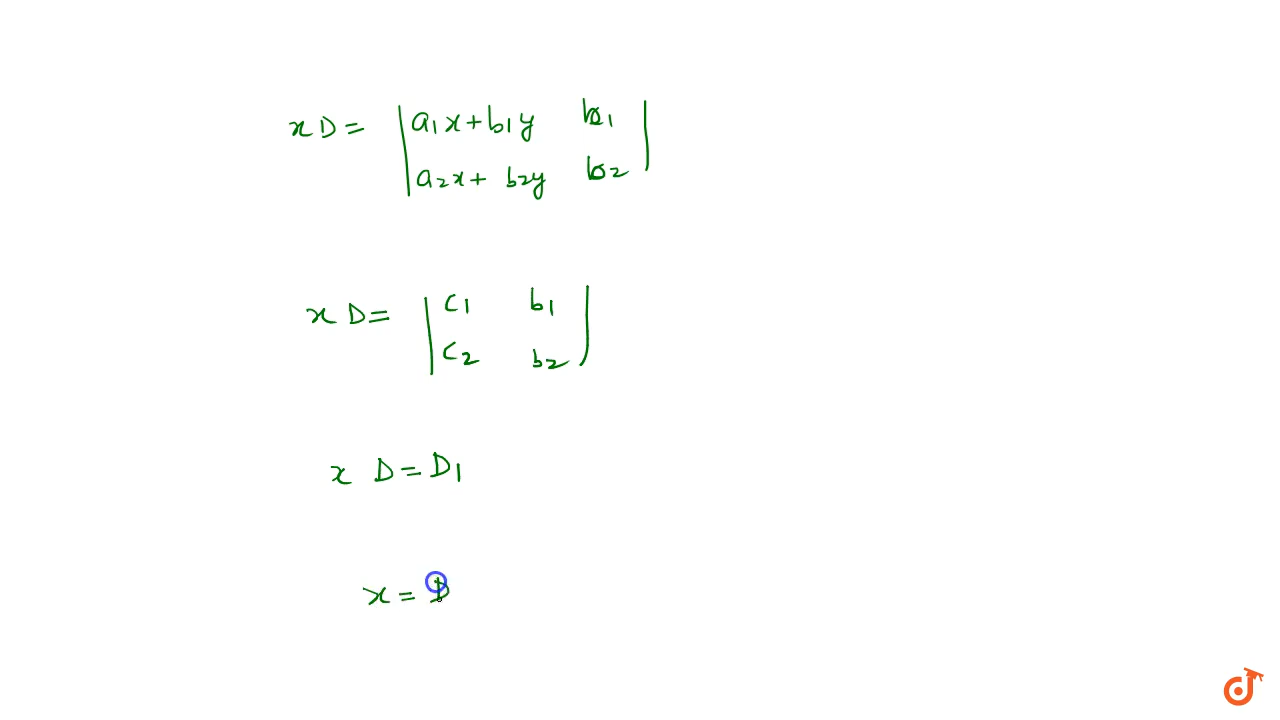 xD = | a₁x + b₁y b₁ |
| a₂x + b₂y b₂ |
xD = | c₁ b₁ |
| c₂ b₂ |
x D = D₁
x = D